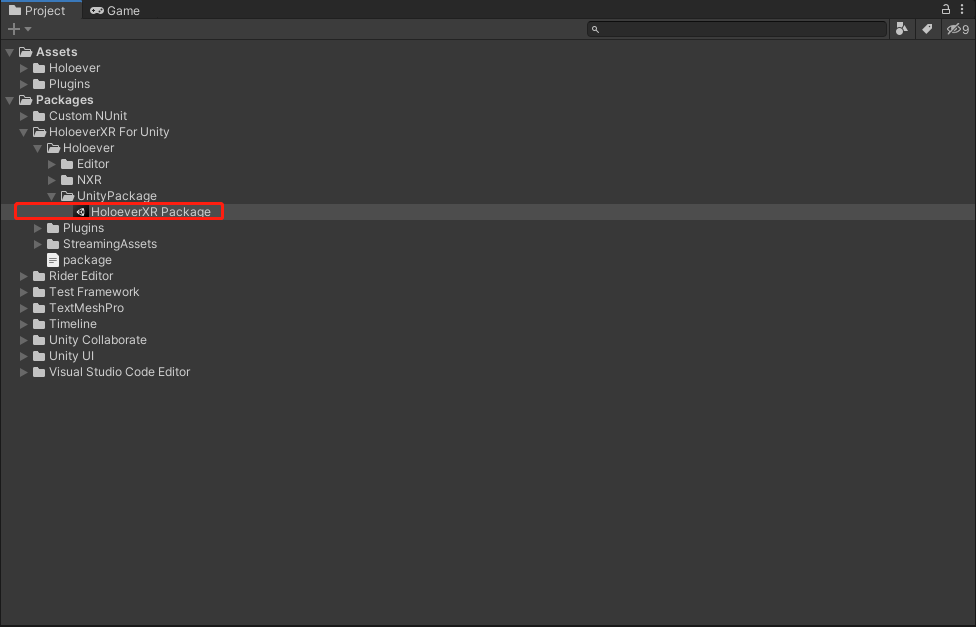 Project Game
9
Assets
Holoever
Plugins
Packages
Custom NUnit
HoloeverXR For Unity
Holoever
Editor
NXR
UnityPackage
HoloeverXR Package
Plugins
StreamingAssets
package
Rider Editor
Test Framework
TextMeshPro
Timeline
Unity Collaborate
Unity UI
Visual Studio Code Editor